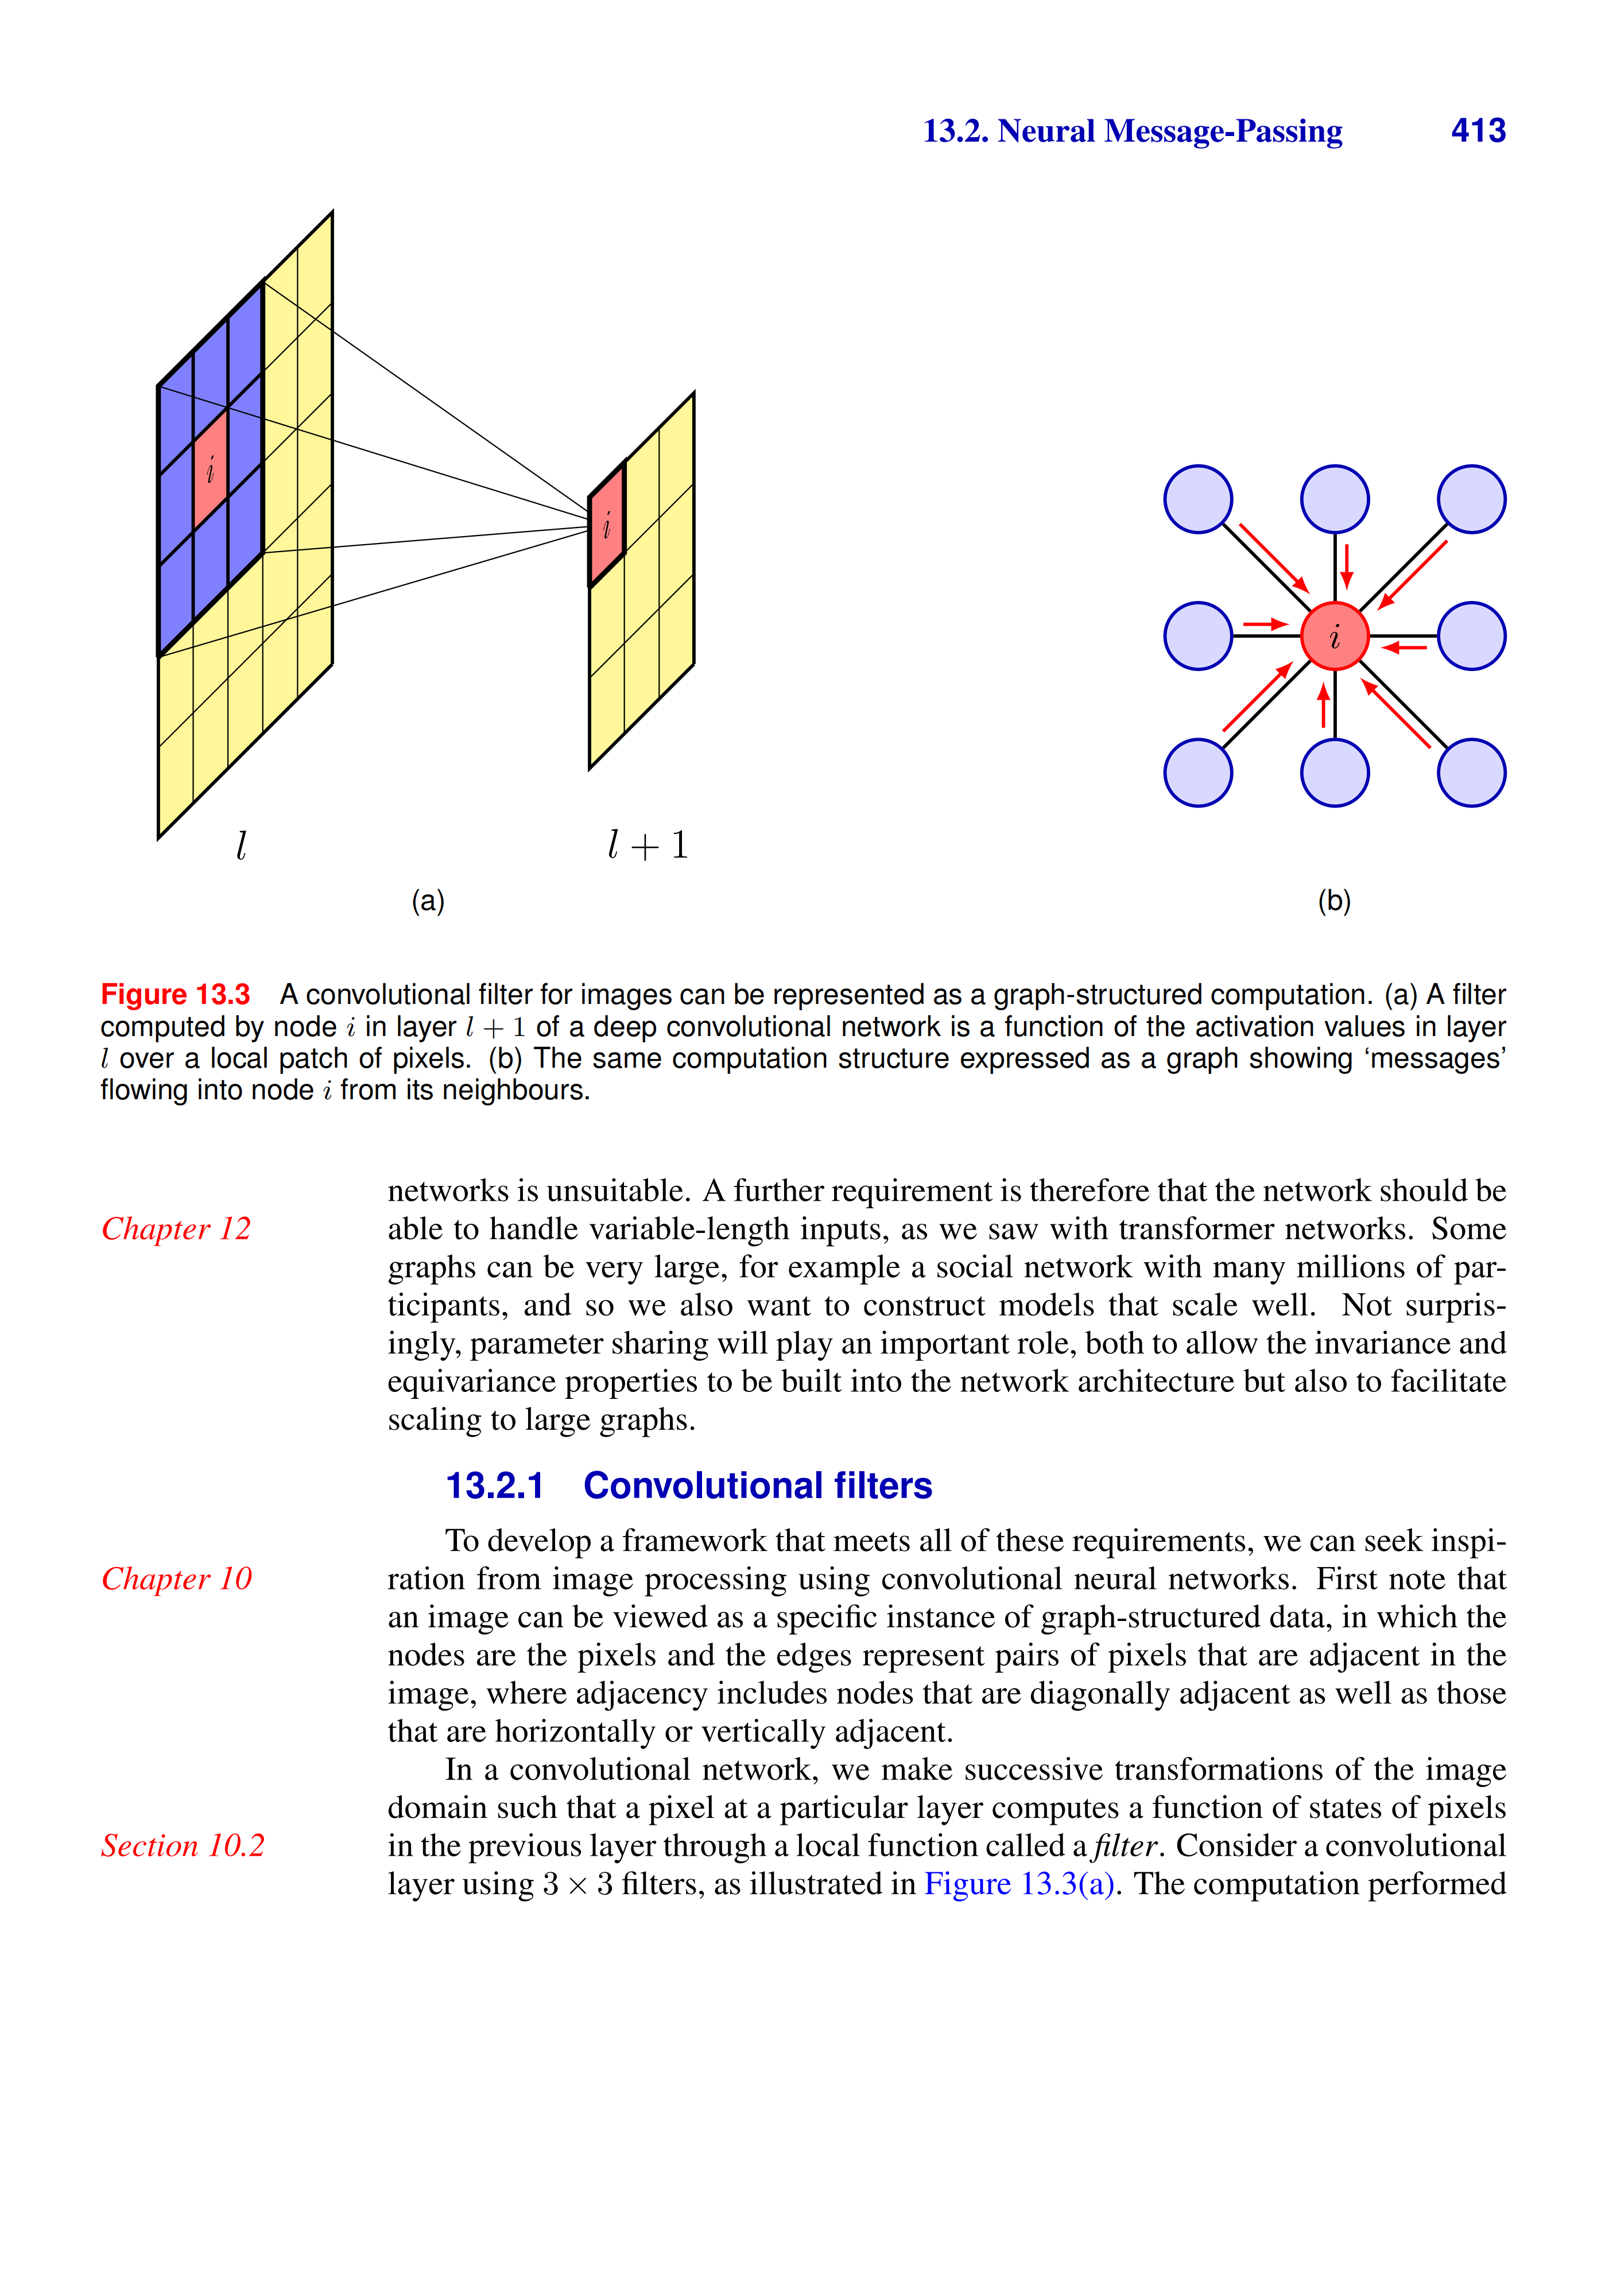 13.2. Neural Message-Passing 413
i
i
l
l + 1
(a)
i
(b)
Figure 13.3 A convolutional filter for images can be represented as a graph-structured computation. (a) A filter
computed by node i in layer l + 1 of a deep convolutional network is a function of the activation values in layer
l over a local patch of pixels. (b) The same computation structure expressed as a graph showing ‘messages’
flowing into node i from its neighbours.
networks is unsuitable. A further requirement is therefore that the network should be
Chapter 12 able to handle variable-length inputs, as we saw with transformer networks. Some
graphs can be very large, for example a social network with many millions of par-
ticipants, and so we also want to construct models that scale well. Not surpris-
ingly, parameter sharing will play an important role, both to allow the invariance and
equivariance properties to be built into the network architecture but also to facilitate
scaling to large graphs.
13.2.1 Convolutional filters
To develop a framework that meets all of these requirements, we can seek inspi-
Chapter 10 ration from image processing using convolutional neural networks. First note that
an image can be viewed as a specific instance of graph-structured data, in which the
nodes are the pixels and the edges represent pairs of pixels that are adjacent in the
image, where adjacency includes nodes that are diagonally adjacent as well as those
that are horizontally or vertically adjacent.
In a convolutional network, we make successive transformations of the image
domain such that a pixel at a particular layer computes a function of states of pixels
Section 10.2 in the previous layer through a local function called a filter. Consider a convolutional
layer using 3 × 3 filters, as illustrated in Figure 13.3(a). The computation performed